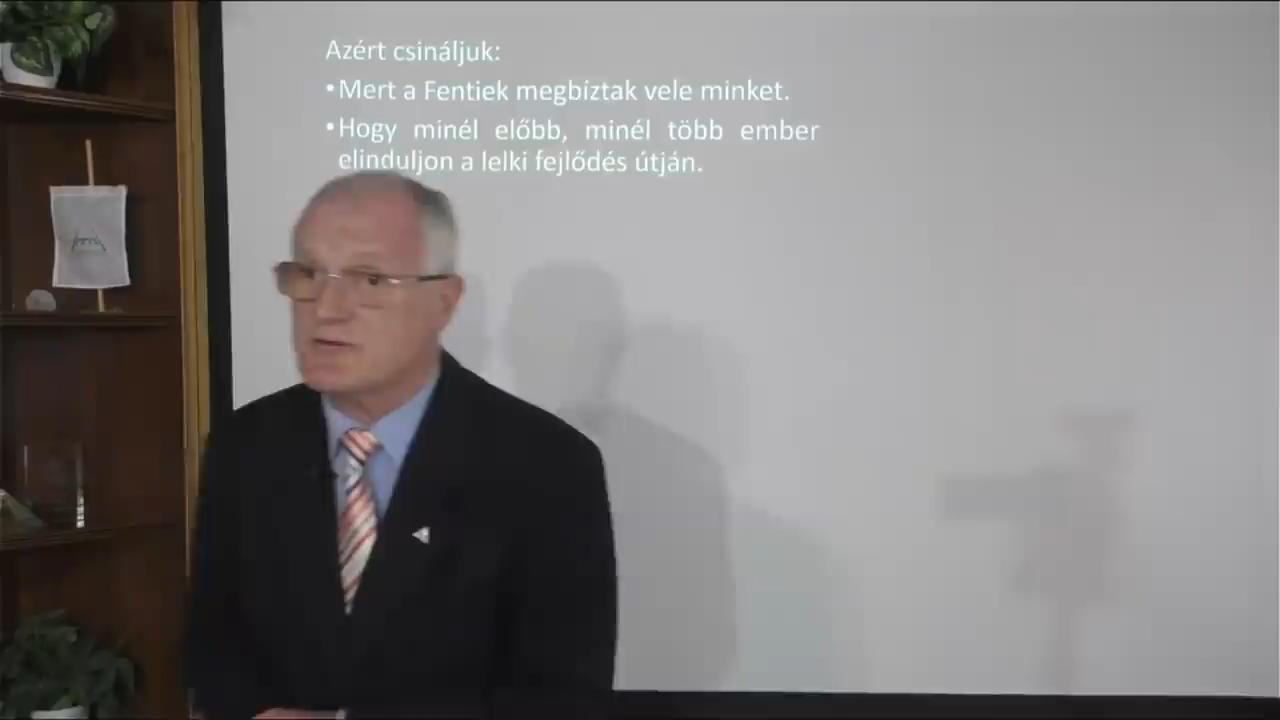 Azért csináljuk:
•Mert a Fentiek megbíztak vele minket.
•Hogy minél előbb, minél több ember
elinduljon a lelki fejlődés útján.